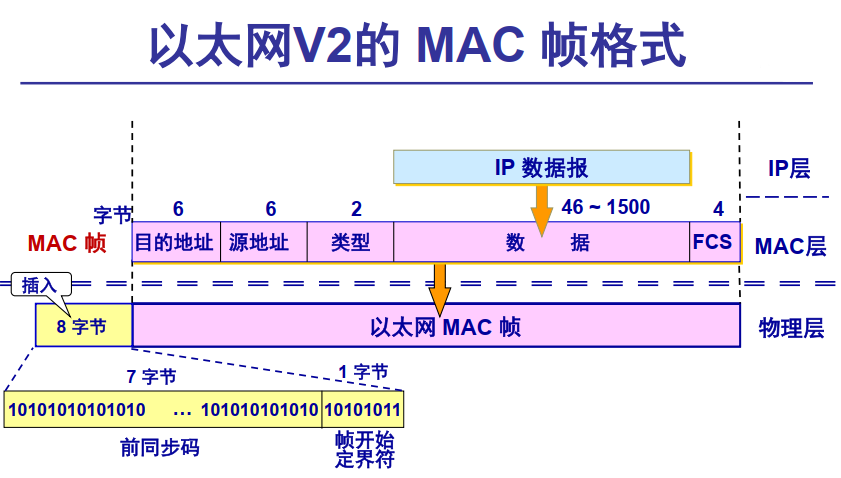 以太网V2的 MAC 帧格式
IP 数据报
IP层
字节
6
6
2
46 ~ 1500
4
MAC 帧
目的地址
源地址
类型
数 据
FCS
MAC层
插入
8 字节
以太网 MAC 帧
物理层
7 字节
1 字节
10101010101010 … 101010101010
10101011
前同步码
帧开始
定界符